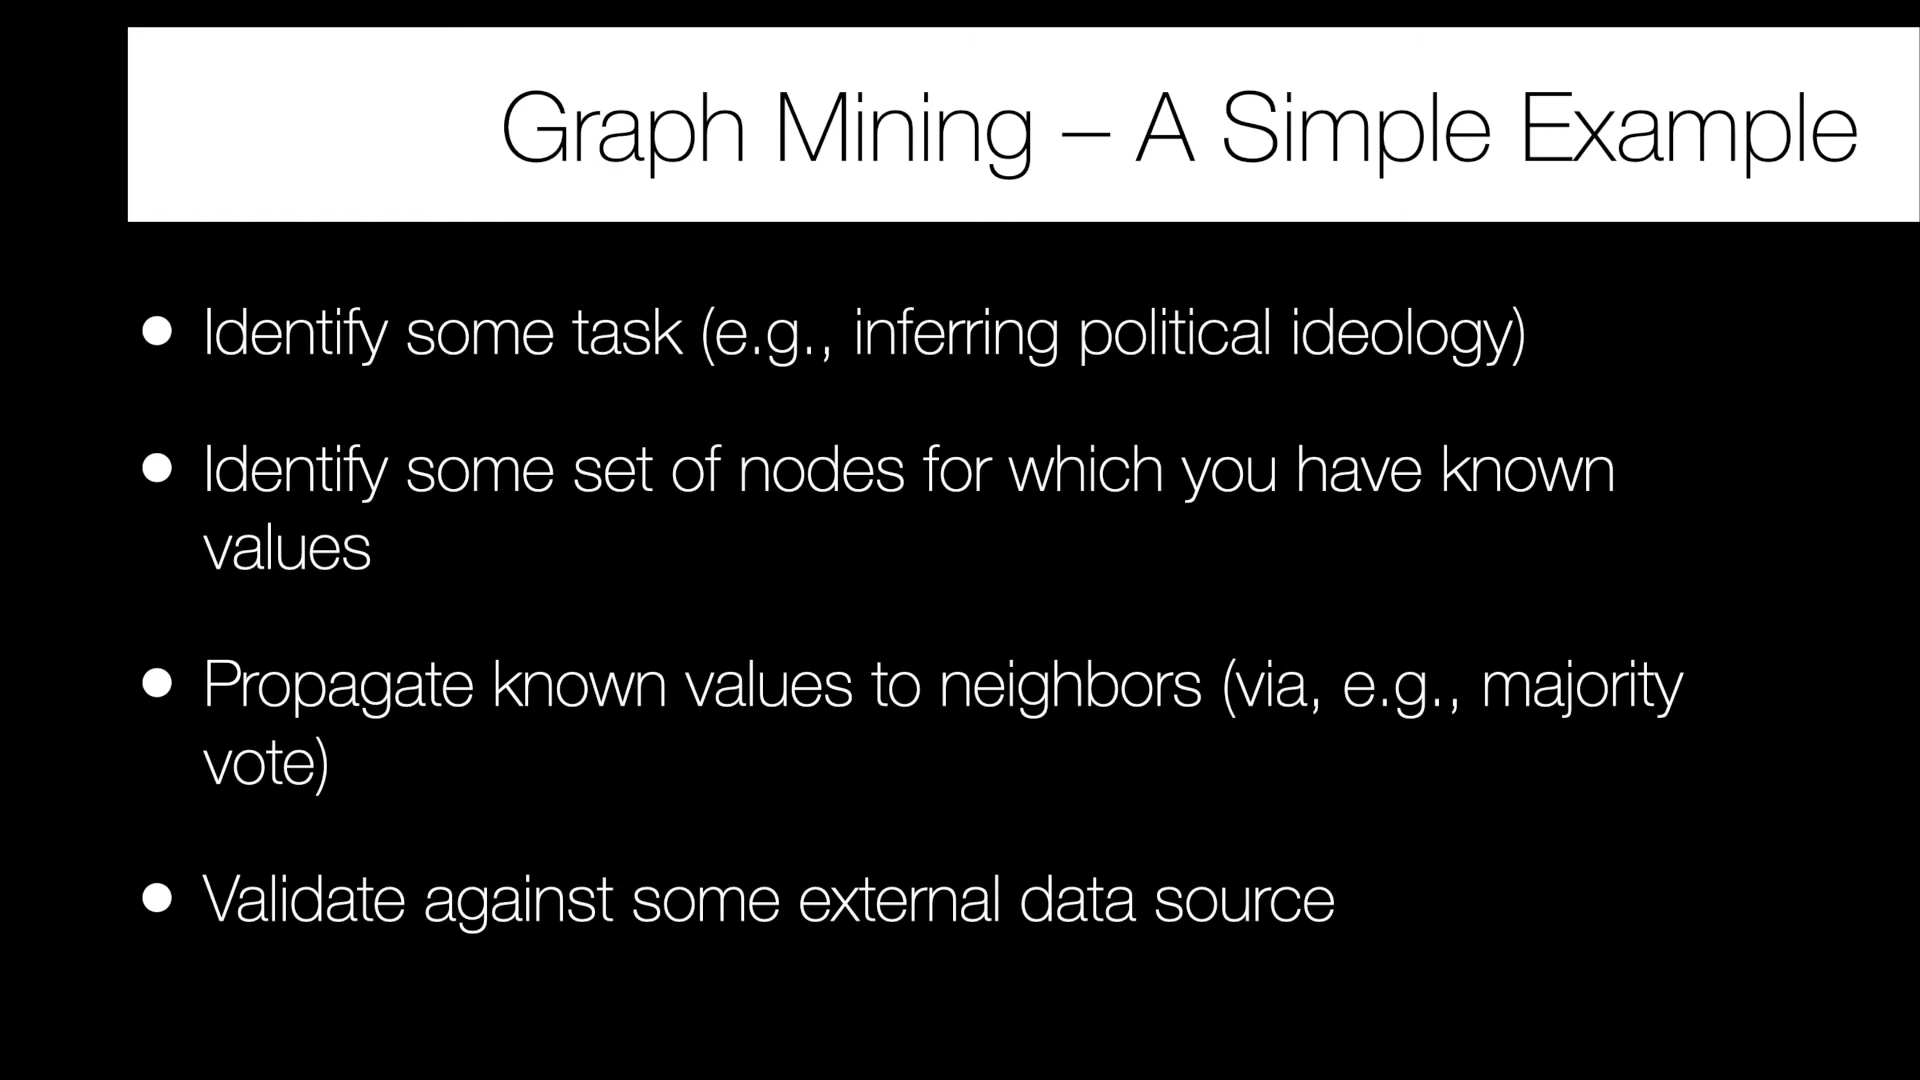 Graph Mining – A Simple Example
● Identify some task (e.g., inferring political ideology)
● Identify some set of nodes for which you have known
values
● Propagate known values to neighbors (via, e.g., majority
vote)
● Validate against some external data source